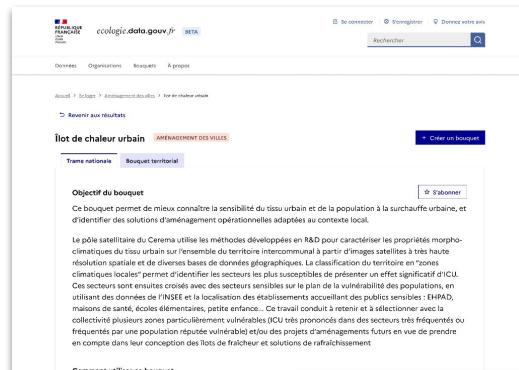 RÉPUBLIQUE
FRANÇAISE
ecologie.data.gouv.fr BETA
Se connecter S'enregistrer Donnez votre avis
Rechercher
Données Organisations Bouquets À propos
Accueil > Se loger > Aménagement des villes > Îlot de chaleur urbain
Revenir aux résultats
Îlot de chaleur urbain AMÉNAGEMENT DES VILLES + Créer un bouquet
Trame nationale Bouquet territorial
Objectif du bouquet S'abonner
Ce bouquet permet de mieux connaître la sensibilité du tissu urbain et de la population à la surchauffe urbaine, et
d'identifier des solutions d'aménagement opérationnelles adaptées au contexte local.
Le pôle satellitaire du Cerema utilise les méthodes développées en R&D pour caractériser les propriétés morpho-
climatiques du tissu urbain sur l'ensemble du territoire intercommunal à partir d'images satellites à très haute
résolution spatiale et de diverses bases de données géographiques. La classification du territoire en "zones
climatiques locales" permet d'identifier les secteurs les plus susceptibles de présenter un effet significatif d'ICU.
Ces secteurs sont ensuites croisés avec des secteurs sensibles sur le plan de la vulnérabilité des populations, en
utilisant des données de l'INSEE et la localisation des établissements accueillant des publics sensibles : EHPAD,
maisons de santé, écoles élémentaires, petite enfance... Ce travail conduit à retenir et à sélectionner avec la
collectivité plusieurs zones particulièrement vulnérables (ICU très prononcés dans des secteurs très fréquentés ou
fréquentés par une population réputée vulnérable) et/ou des projets d'aménagements futurs en vue de prendre
en compte dans leur conception des îlots de fraîcheur et solutions de rafraîchissement